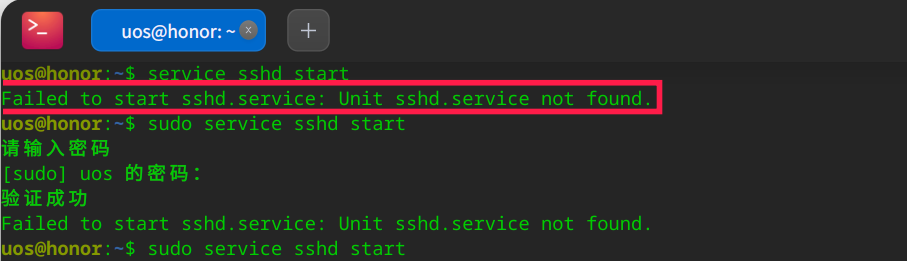 uos@honor: ~
uos@honor:~$ service sshd start
Failed to start sshd.service: Unit sshd.service not found.
uos@honor:~$ sudo service sshd start
请输入密码
[sudo] uos 的密码：
验证成功
Failed to start sshd.service: Unit sshd.service not found.
uos@honor:~$ sudo service sshd start